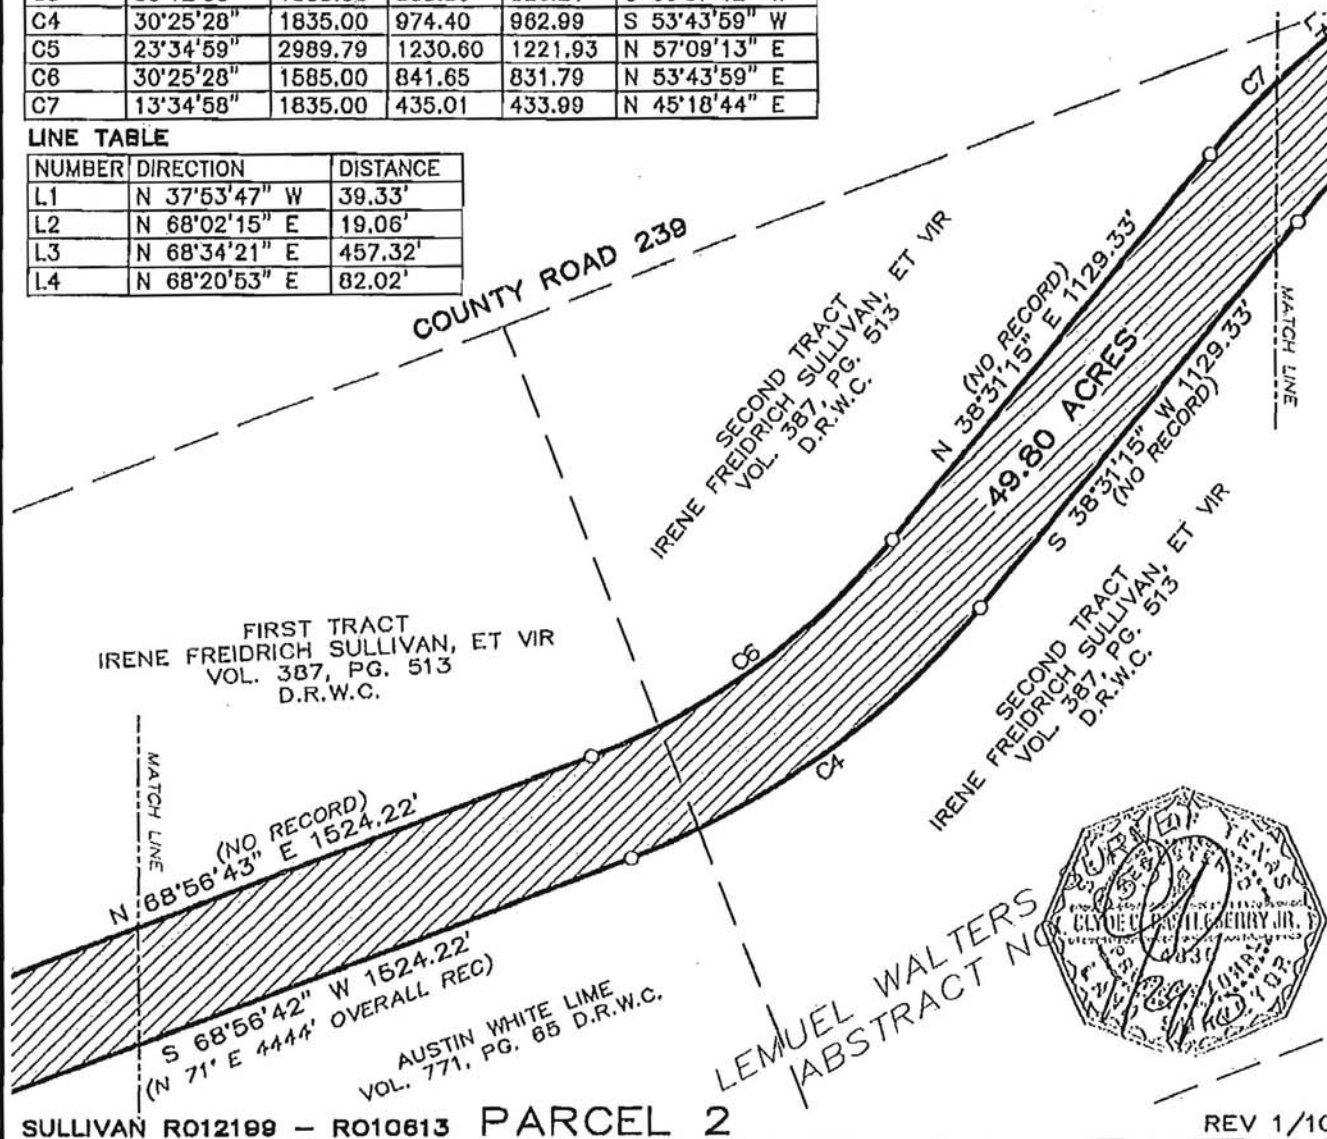 C4 30°25'28" 1835.00 974.40 962.99 S 53°43'59" W
C5 23°34'59" 2989.79 1230.60 1221.93 N 57°09'13" E
C6 30°25'28" 1585.00 841.65 831.79 N 53°43'59" E
C7 13°34'58" 1835.00 435.01 433.99 N 45°18'44" E
LINE TABLE
NUMBER DIRECTION DISTANCE
L1 N 37°53'47" W 39.33'
L2 N 68°02'15" E 19.06'
L3 N 68°34'21" E 457.32'
L4 N 68°20'53" E 82.02'
COUNTY ROAD 239
C7
MATCH LINE
SECOND TRACT
IRENE FREIDRICH SULLIVAN, ET VIR
VOL. 387, PG. 513
D.R.W.C.
(NO RECORD)
N 38°31'15" E 1129.33'
49.80 ACRES
S 38°31'15" W 1129.33'
(NO RECORD)
FIRST TRACT
IRENE FREIDRICH SULLIVAN, ET VIR
VOL. 387, PG. 513
D.R.W.C.
C6
C4
SECOND TRACT
IRENE FREIDRICH SULLIVAN, ET VIR
VOL. 387, PG. 513
D.R.W.C.
MATCH LINE
(NO RECORD)
N 68°56'43" E 1524.22'
S 68°56'42" W 1524.22'
(N 71° E 4444' OVERALL REC)
AUSTIN WHITE LIME
VOL. 771, PG. 65 D.R.W.C.
LEMUEL WALTERS
ABSTRACT NO
BURNET, TEXAS
JR.
SULLIVAN R012199 – R010613 PARCEL 2
REV 1/10